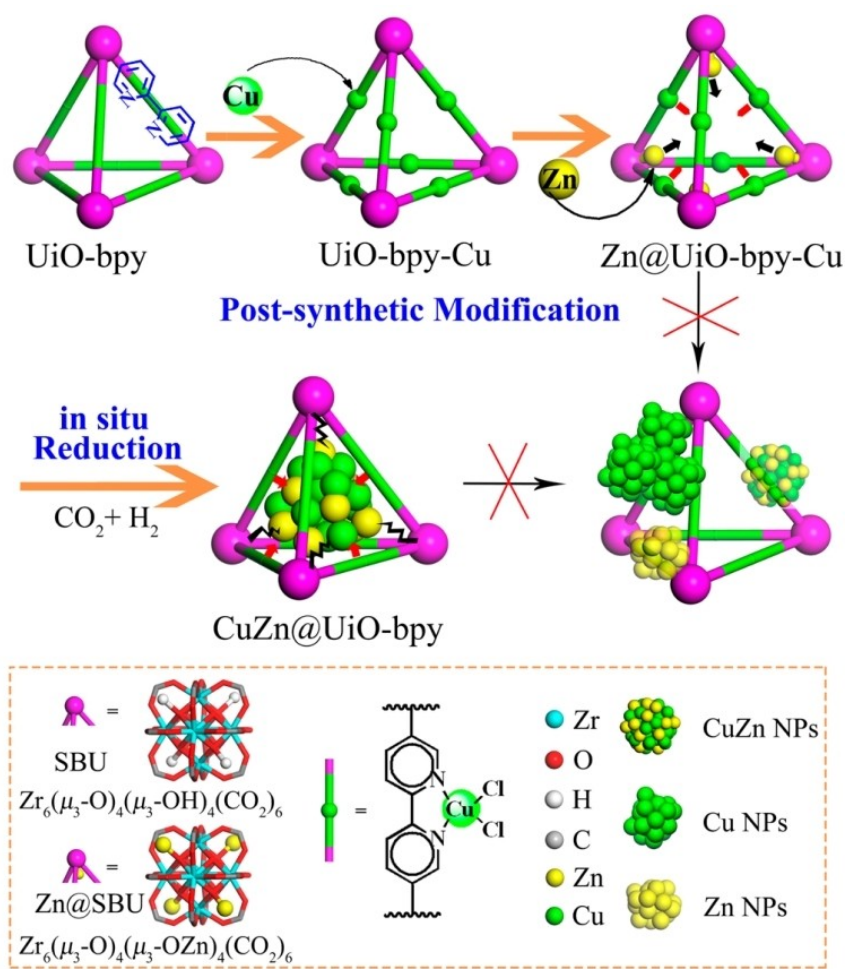 Cu
Zn
UiO-bpy
UiO-bpy-Cu
Zn@UiO-bpy-Cu
Post-synthetic Modification
in situ
Reduction
CO₂+ H₂
CuZn@UiO-bpy
=
SBU
Zr₆(μ₃-O)₄(μ₃-OH)₄(CO₂)₆
=
Zn@SBU
Zr₆(μ₃-O)₄(μ₃-OZn)₄(CO₂)₆
=
N
N
Cu
Cl
Cl
Zr
O
H
C
Zn
Cu
CuZn NPs
Cu NPs
Zn NPs